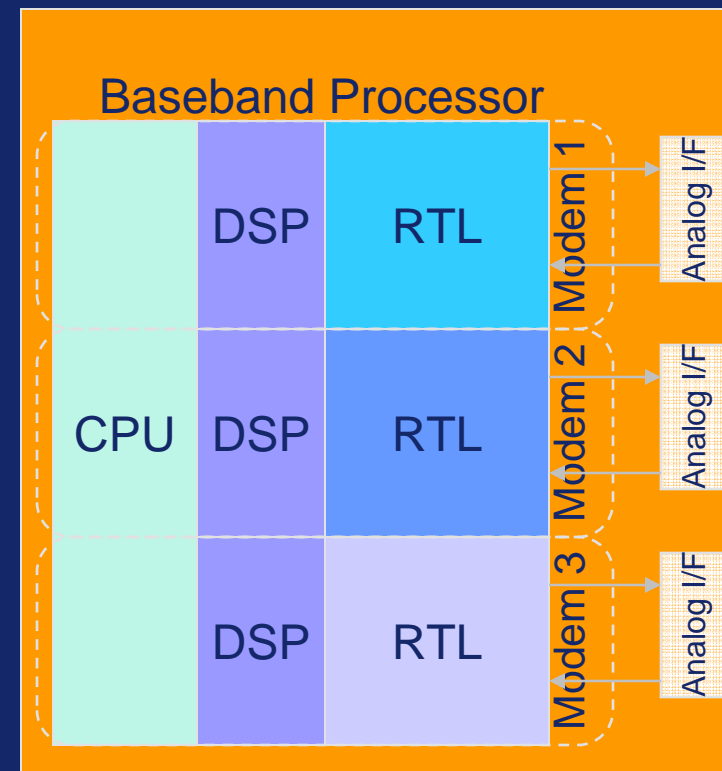 Baseband Processor
DSP
RTL
Modem 1
Analog I/F
CPU
DSP
RTL
Modem 2
Analog I/F
DSP
RTL
Modem 3
Analog I/F